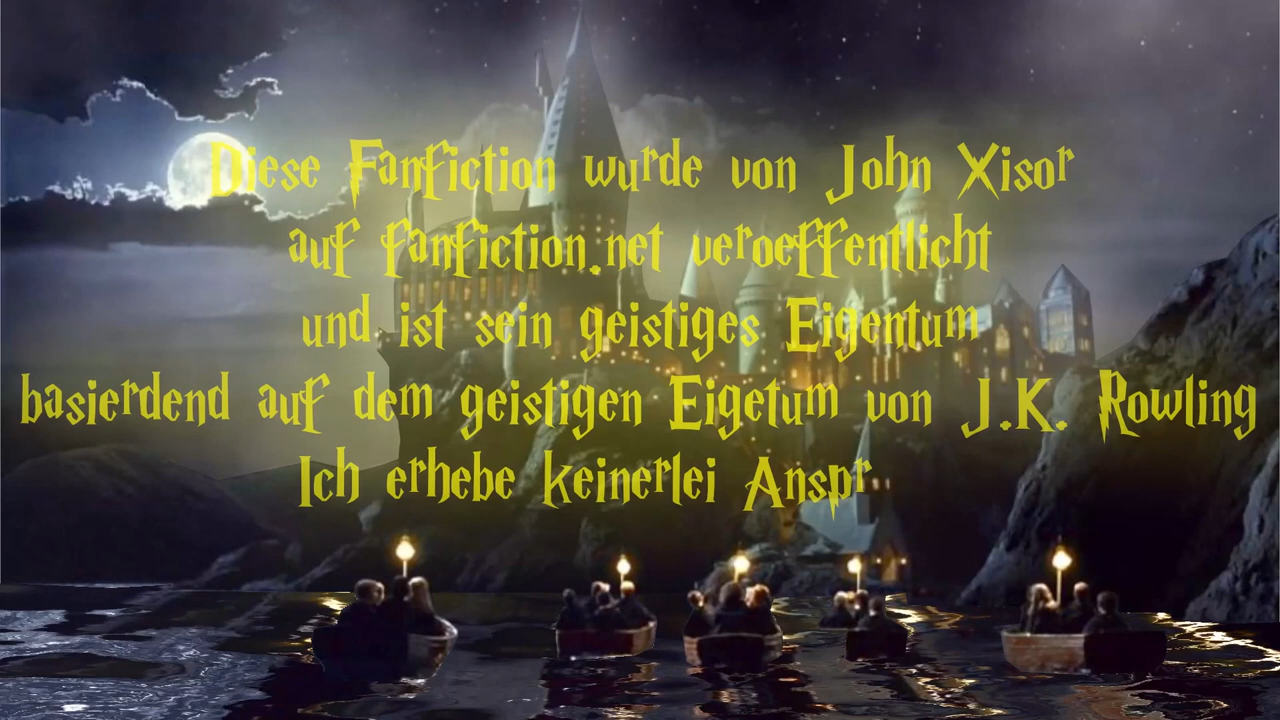 Diese Fanfiction wurde von John Xisor
auf fanfiction.net veroeffentlicht
und ist sein geistiges Eigentum
basierdend auf dem geistigen Eigetum von J.K. Rowling
Ich erhebe keinerlei Anspr